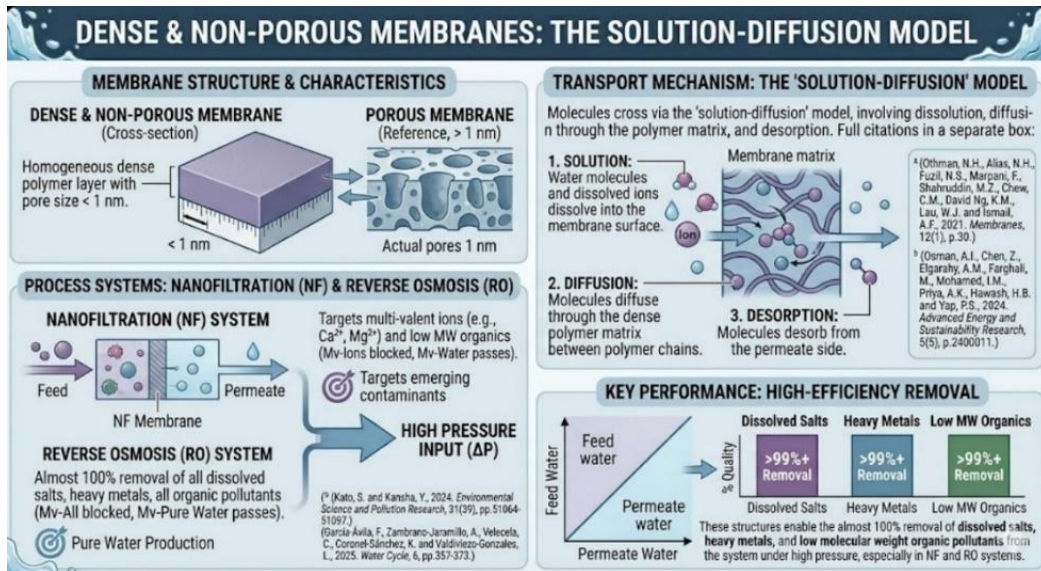 DENSE & NON-POROUS MEMBRANES: THE SOLUTION-DIFFUSION MODEL
MEMBRANE STRUCTURE & CHARACTERISTICS
DENSE & NON-POROUS MEMBRANE
(Cross-section)
Homogeneous dense
polymer layer with
pore size < 1 nm.
< 1 nm
POROUS MEMBRANE
(Reference, > 1 nm)
Actual pores 1 nm
TRANSPORT MECHANISM: THE 'SOLUTION-DIFFUSION' MODEL
Molecules cross via the 'solution-diffusion' model, involving dissolution, diffusi-
n through the polymer matrix, and desorption. Full citations in a separate box:
1. SOLUTION:
Water molecules
and dissolved ions
dissolve into the
membrane surface.
Ion
Membrane matrix
2. DIFFUSION:
Molecules diffuse
through the dense
polymer matrix
between polymer chains.
3. DESORPTION:
Molecules desorb from
the permeate side.
a (Othman, N.H., Alias, N.H.,
Fuzil, N.S., Marpani, F.,
Shahruddin, M.Z., Chew,
C.M., David Ng, K.M.,
Lau, W.J. and Ismail,
A.F., 2021. Membranes,
12(1), p.30.)
b (Osman, A.I., Chen, Z.,
Elgarahy, A.M., Farghali,
M., Mohamed, I.M.,
Priya, A.K., Hawash, H.B.
and Yap, P.S., 2024.
Advanced Energy and
Sustainability Research,
5(5), p.2400011.)
PROCESS SYSTEMS: NANOFILTRATION (NF) & REVERSE OSMOSIS (RO)
NANOFILTRATION (NF) SYSTEM
Feed
Permeate
NF Membrane
Targets multi-valent ions (e.g.,
Ca²⁺, Mg²⁺) and low MW organics
(Mv-Ions blocked, Mv-Water passes).
Targets emerging
contaminants
HIGH PRESSURE
INPUT (ΔP)
REVERSE OSMOSIS (RO) SYSTEM
Almost 100% removal of all dissolved
salts, heavy metals, all organic pollutants
(Mv-All blocked, Mv-Pure Water passes).
Pure Water Production
(b (Kato, S. and Kansha, Y., 2024. Environmental
Science and Pollution Research, 31(39), pp.51064-
51097.)
(García-Ávila, F., Zambrano-Jaramillo, A., Velecela,
C., Coronel-Sánchez, K. and Valdiviezo-Gonzales,
L., 2025. Water Cycle, 6, pp.357-373.)
KEY PERFORMANCE: HIGH-EFFICIENCY REMOVAL
Feed Water
Feed
water
Permeate
water
Permeate Water
% Quality
Dissolved Salts
Heavy Metals
Low MW Organics
>99%+
Removal
>99%+
Removal
>99%+
Removal
Dissolved Salts
Heavy Metals
Low MW Organics
These structures enable the almost 100% removal of dissolved salts,
heavy metals, and low molecular weight organic pollutants from
the system under high pressure, especially in NF and RO systems.